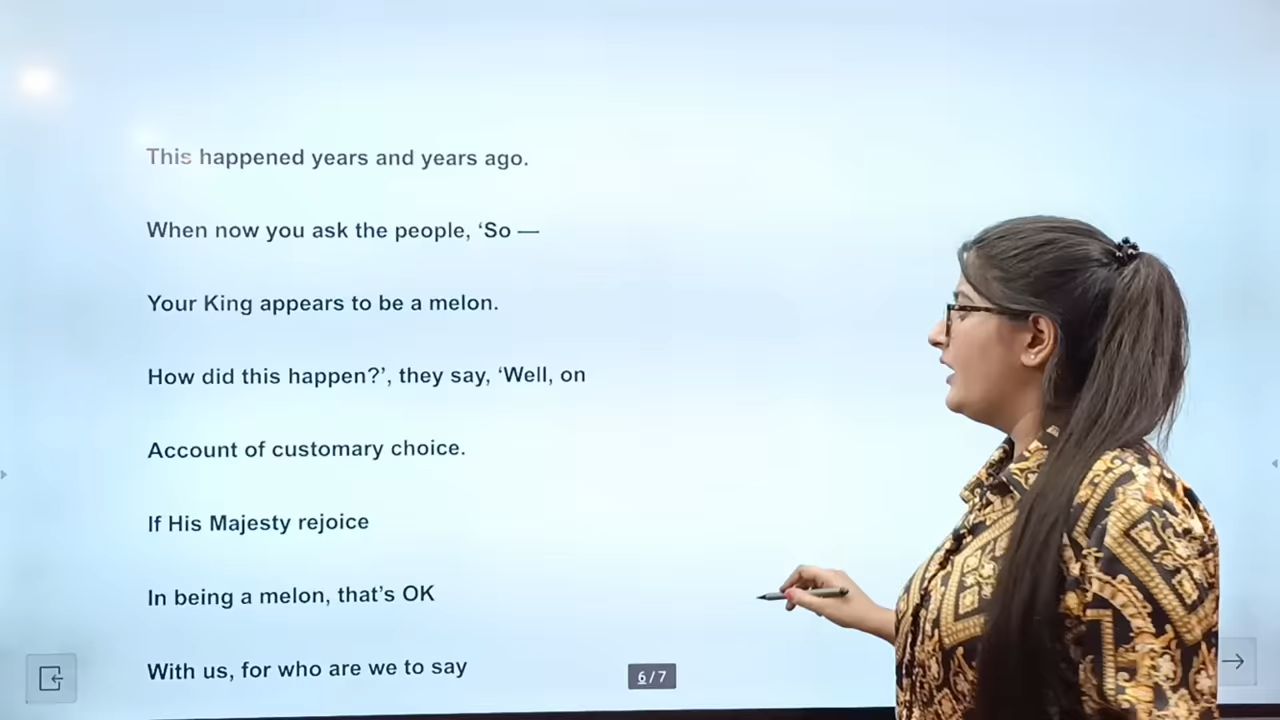 This happened years and years ago.
When now you ask the people, ‘So —
Your King appears to be a melon.
How did this happen?’, they say, ‘Well, on
Account of customary choice.
If His Majesty rejoice
In being a melon, that’s OK
With us, for who are we to say
6/7